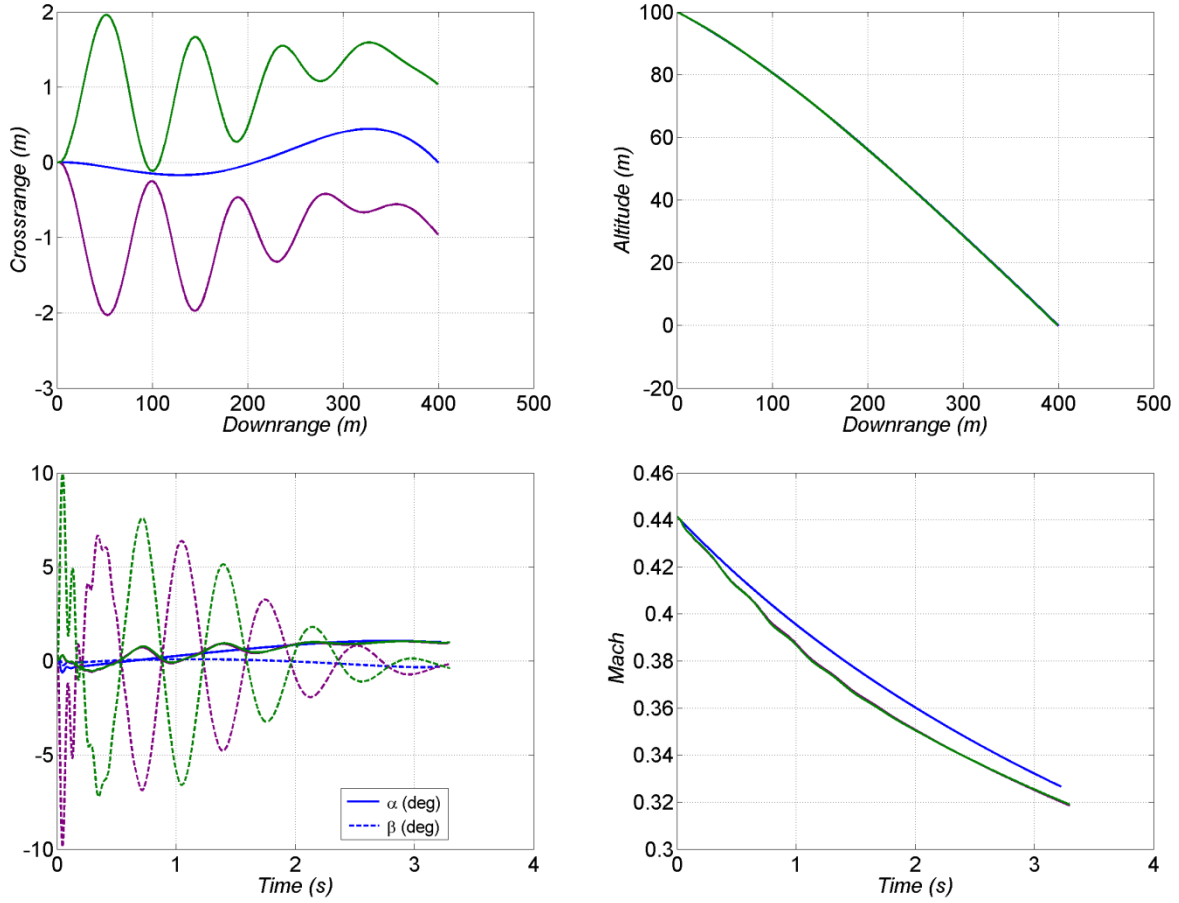 2
1
0
-1
-2
-3
Crossrange (m)
0 100 200 300 400 500
Downrange (m)
100
80
60
40
20
0
-20
Altitude (m)
0 100 200 300 400 500
Downrange (m)
10
5
0
-5
-10
α (deg)
β (deg)
0 1 2 3 4
Time (s)
0.46
0.44
0.42
0.4
0.38
0.36
0.34
0.32
0.3
Mach
0 1 2 3 4
Time (s)